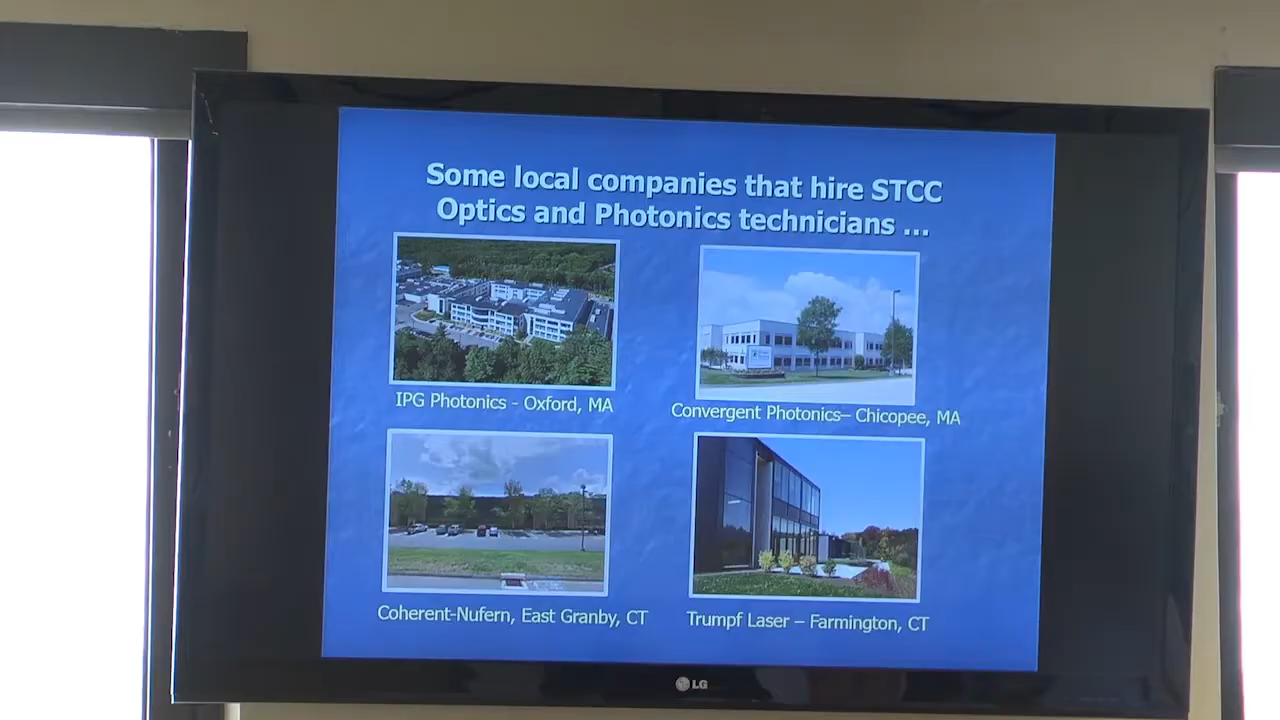 Some local companies that hire STCC
Optics and Photonics technicians ...
IPG Photonics - Oxford, MA
Convergent Photonics– Chicopee, MA
Coherent-Nufern, East Granby, CT
Trumpf Laser – Farmington, CT
LG